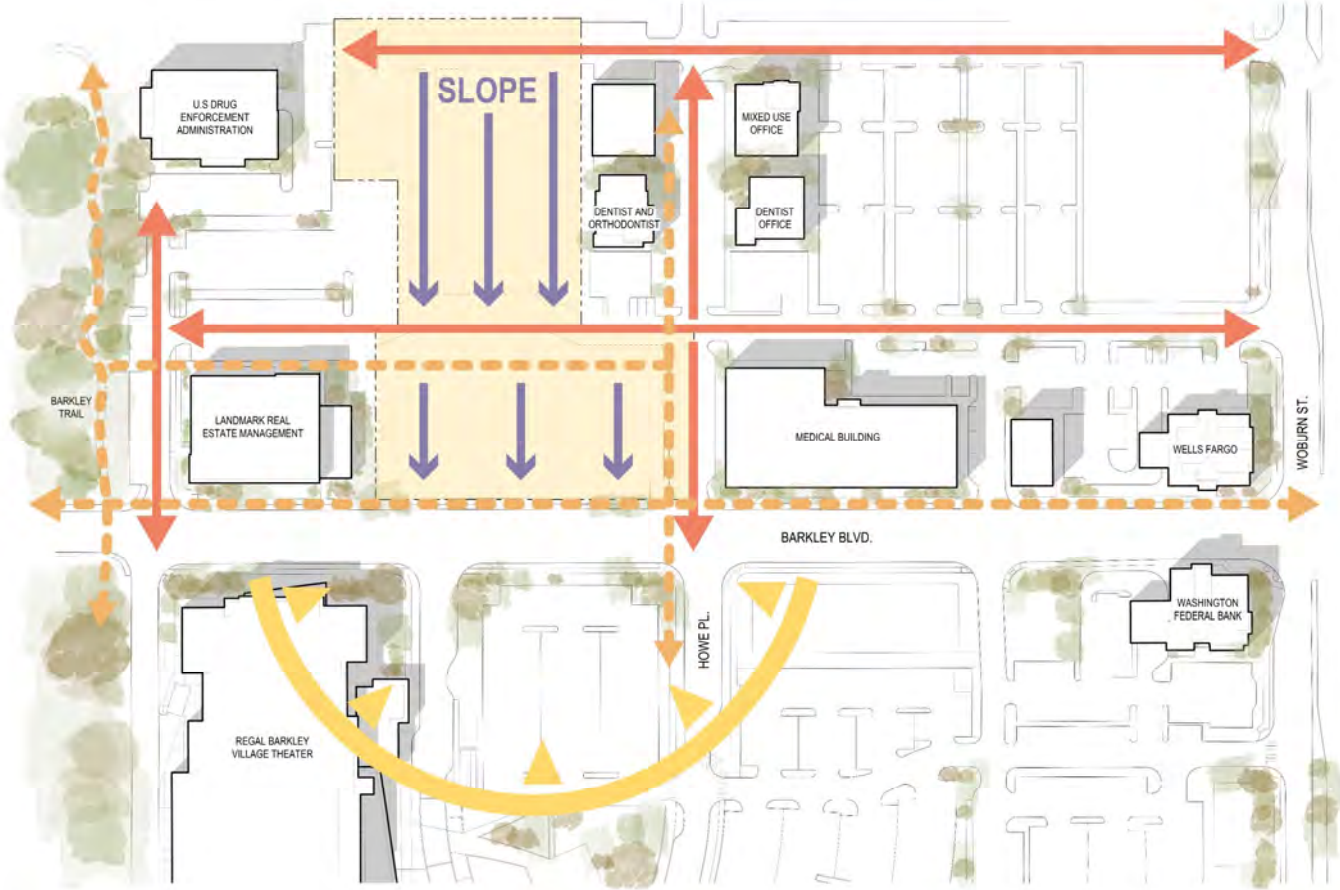 SLOPE
U.S DRUG
ENFORCEMENT
ADMINISTRATION
MIXED USE
OFFICE
DENTIST AND
ORTHODONTIST
DENTIST
OFFICE
BARKLEY
TRAIL
LANDMARK REAL
ESTATE MANAGEMENT
MEDICAL BUILDING
WELLS FARGO
WOBURN ST.
BARKLEY BLVD.
HOWE PL.
WASHINGTON
FEDERAL BANK
REGAL BARKLEY
VILLAGE THEATER